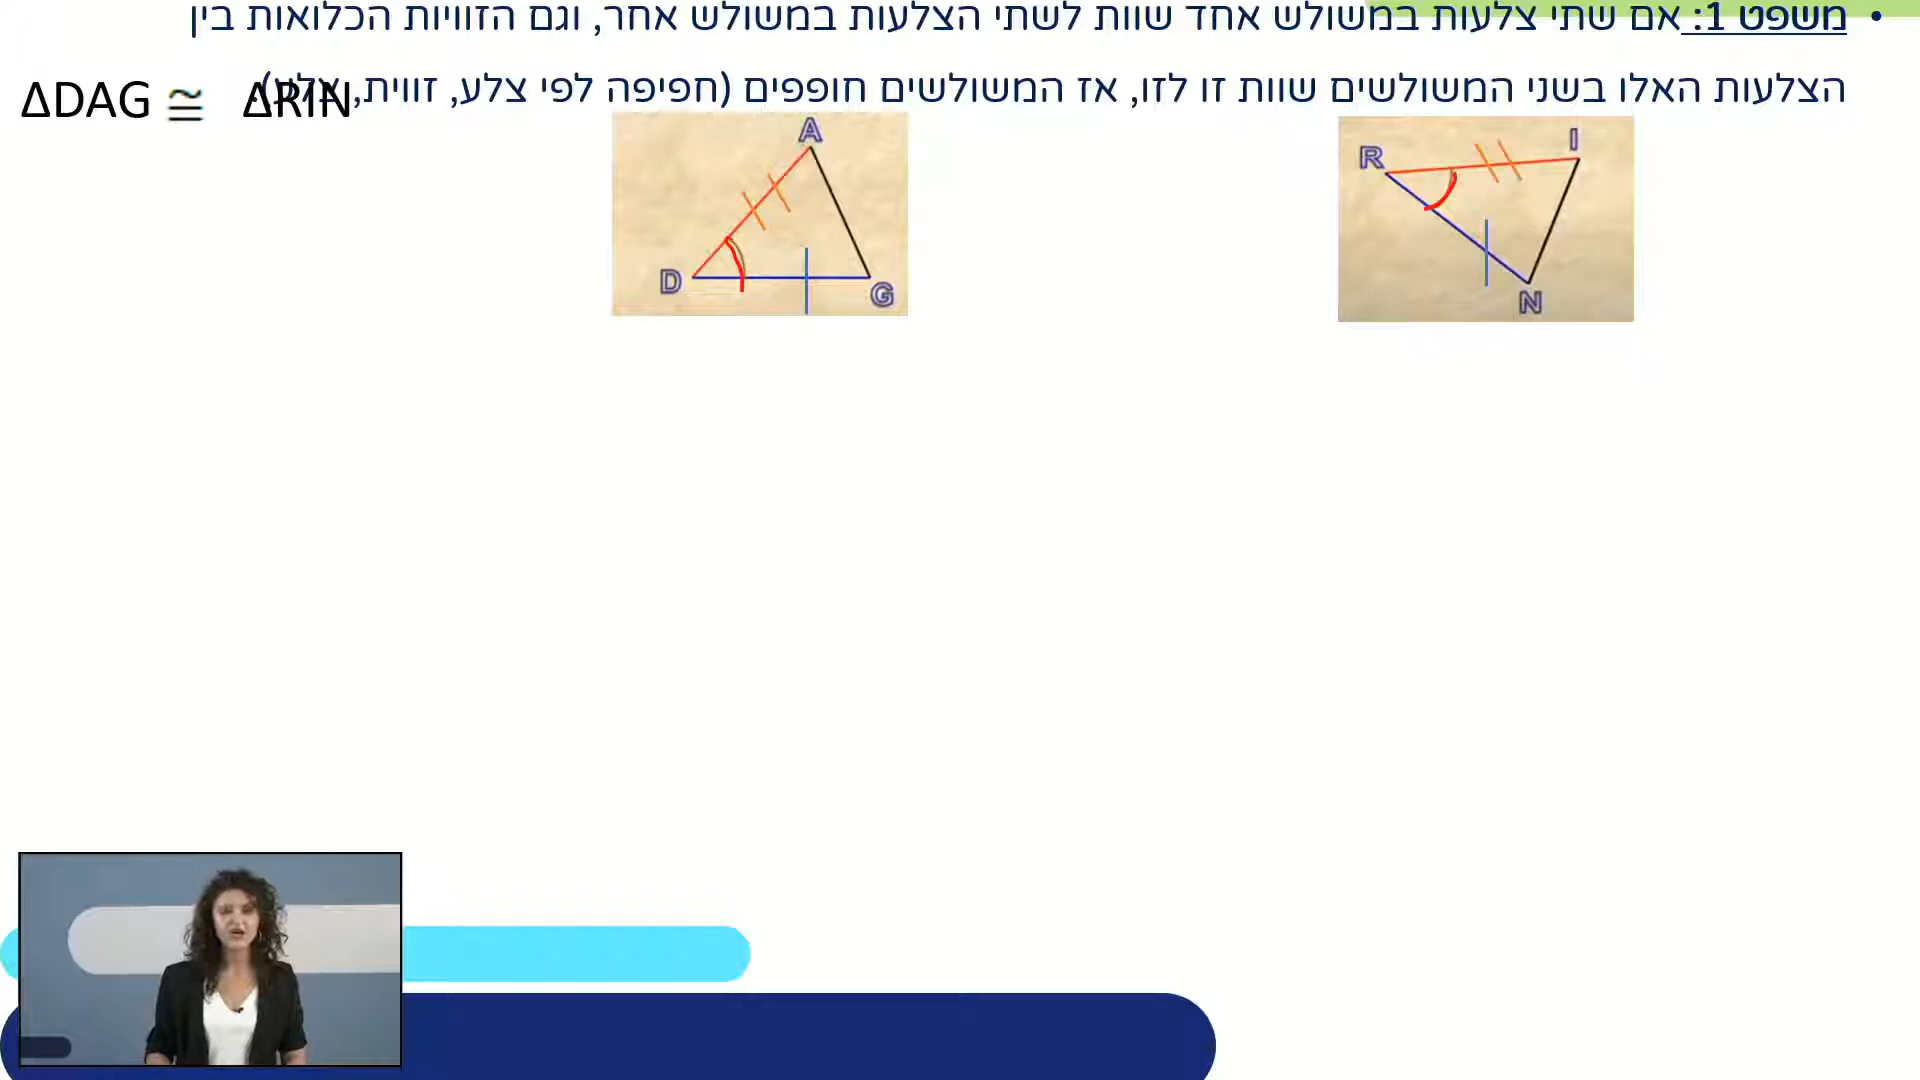 • משפט 1: אם שתי צלעות במשולש אחד שוות לשתי הצלעות במשולש אחר, וגם הזוויות הכלואות בין
הצלעות האלו בשני המשולשים שוות זו לזו, אז המשולשים חופפים (חפיפה לפי צלע, זווית, צלע).
ΔDAG ≅ ΔRIN
A
D
G
R
I
N